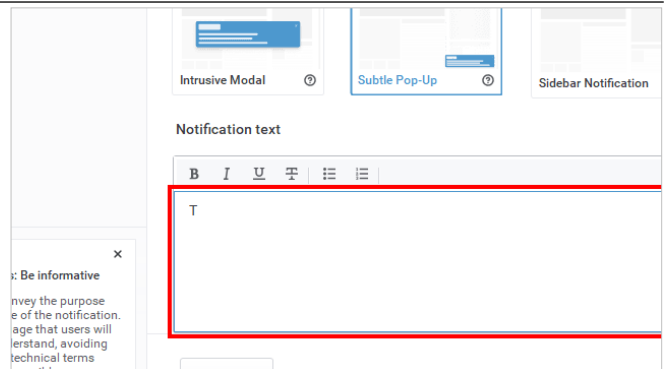 Intrusive Modal
Subtle Pop-Up
Sidebar Notification
Notification text
B I U T
T
: Be informative
nvey the purpose
e of the notification.
age that users will
lerstand, avoiding
technical terms